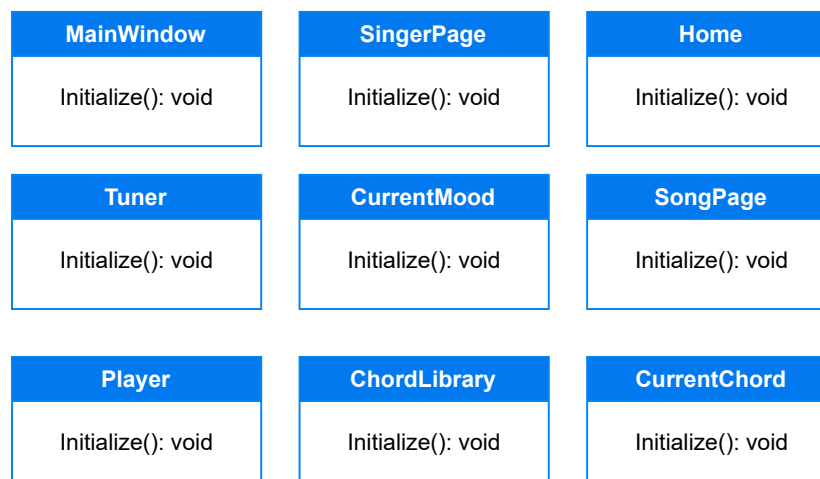 MainWindow
Initialize(): void
SingerPage
Initialize(): void
Home
Initialize(): void
Tuner
Initialize(): void
CurrentMood
Initialize(): void
SongPage
Initialize(): void
Player
Initialize(): void
ChordLibrary
Initialize(): void
CurrentChord
Initialize(): void